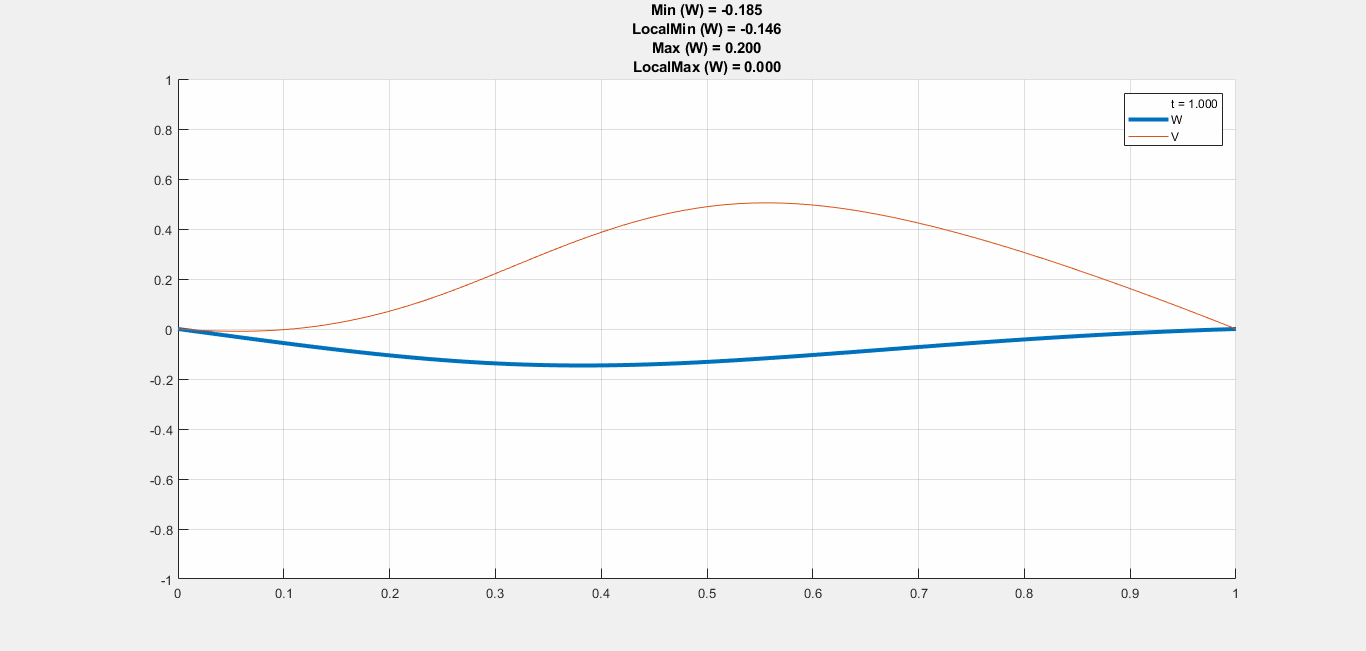 Min (W) = -0.185
LocalMin (W) = -0.146
Max (W) = 0.200
LocalMax (W) = 0.000
t = 1.000
W
V
1
0.8
0.6
0.4
0.2
0
-0.2
-0.4
-0.6
-0.8
-1
0 0.1 0.2 0.3 0.4 0.5 0.6 0.7 0.8 0.9 1